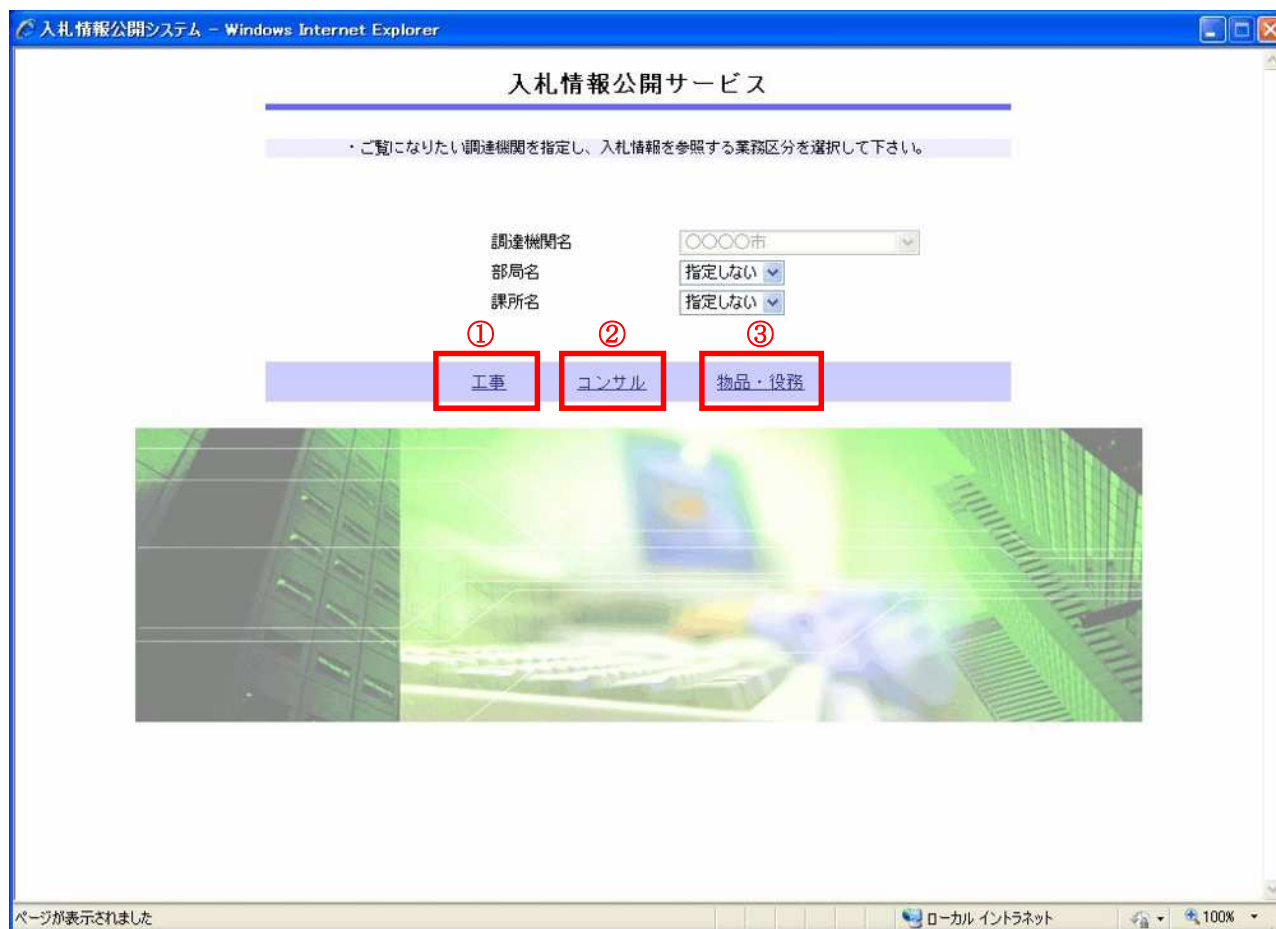 入札情報公開システム - Windows Internet Explorer
入札情報公開サービス
・ご覧になりたい調達機関を指定し、入札情報を参照する業務区分を選択して下さい。
調達機関名 〇〇〇〇市
部局名 指定しない
課所名 指定しない
① ② ③
工事 コンサル 物品・役務
ページが表示されました ローカル イントラネット 100%